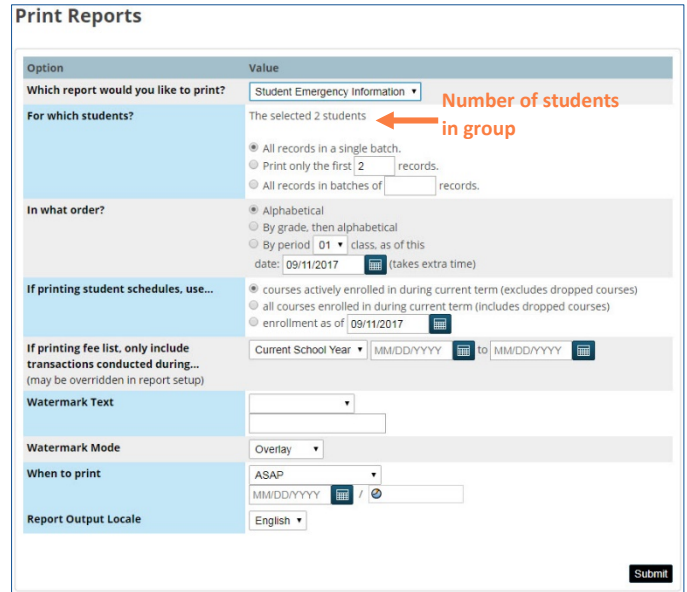 Print Reports
Option Value
Which report would you like to print? Student Emergency Information
For which students? The selected 2 students
Number of students
in group
All records in a single batch.
Print only the first 2 records.
All records in batches of records.
In what order? Alphabetical
By grade, then alphabetical
By period 01 class, as of this
date: 09/11/2017 (takes extra time)
If printing student schedules, use... courses actively enrolled in during current term (excludes dropped courses)
all courses enrolled in during current term (includes dropped courses)
enrollment as of 09/11/2017
If printing fee list, only include Current School Year MM/DD/YYYY to MM/DD/YYYY
transactions conducted during...
(may be overridden in report setup)
Watermark Text
Watermark Mode Overlay
When to print ASAP
MM/DD/YYYY /
Report Output Locale English
Submit